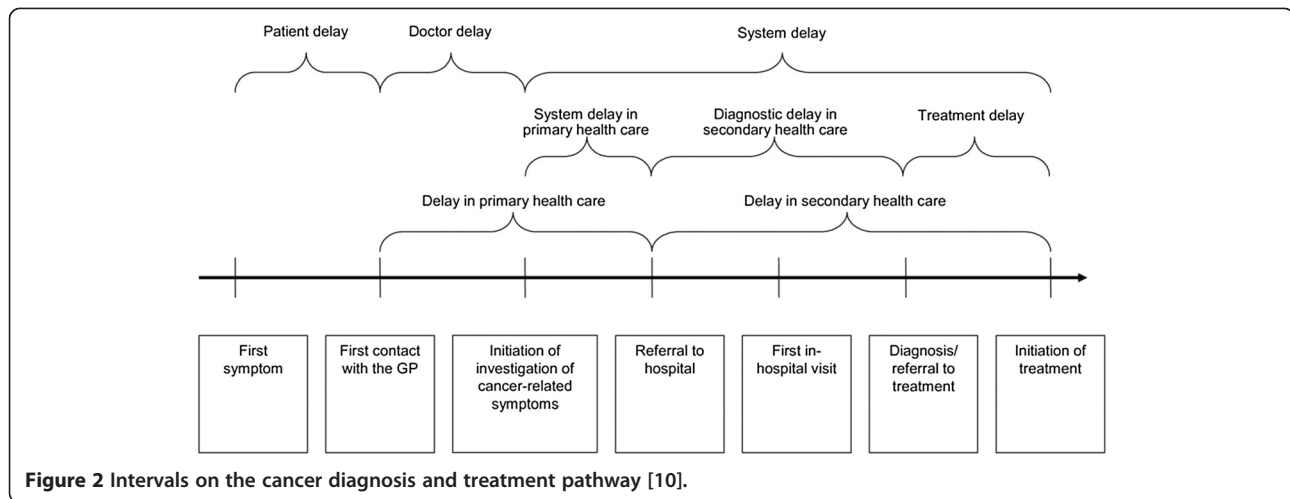 Patient delay
Doctor delay
System delay
System delay in
primary health care
Diagnostic delay in
secondary health care
Treatment delay
Delay in primary health care
Delay in secondary health care
First
symptom
First contact
with the GP
Initiation of
investigation of
cancer-related
symptoms
Referral to
hospital
First in-
hospital visit
Diagnosis/
referral to
treatment
Initiation of
treatment
Figure 2 Intervals on the cancer diagnosis and treatment pathway [10].